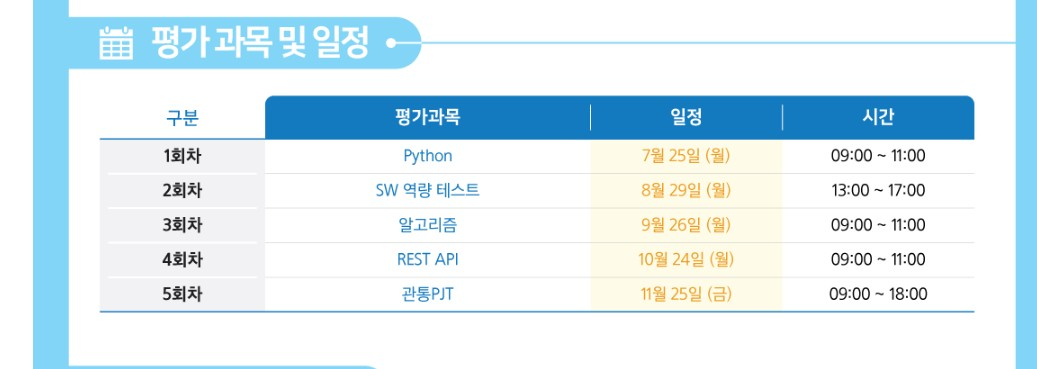 평가 과목 및 일정
구분 평가과목 일정 시간
1회차 Python 7월 25일 (월) 09:00 ~ 11:00
2회차 SW 역량 테스트 8월 29일 (월) 13:00 ~ 17:00
3회차 알고리즘 9월 26일 (월) 09:00 ~ 11:00
4회차 REST API 10월 24일 (월) 09:00 ~ 11:00
5회차 관통PJT 11월 25일 (금) 09:00 ~ 18:00